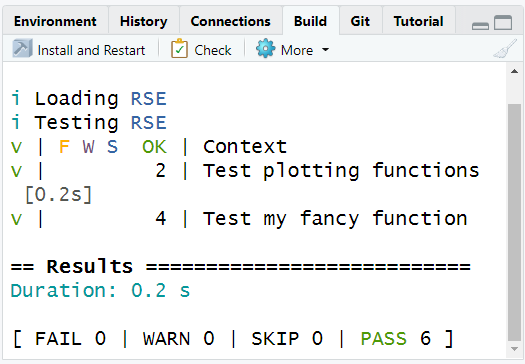 Environment History Connections Build Git Tutorial
Install and Restart Check More
i Loading RSE
i Testing RSE
v | F W S  OK | Context
v |         2 | Test plotting functions
 [0.2s]
v |         4 | Test my fancy function
== Results ===========================
Duration: 0.2 s
[ FAIL 0 | WARN 0 | SKIP 0 | PASS 6 ]